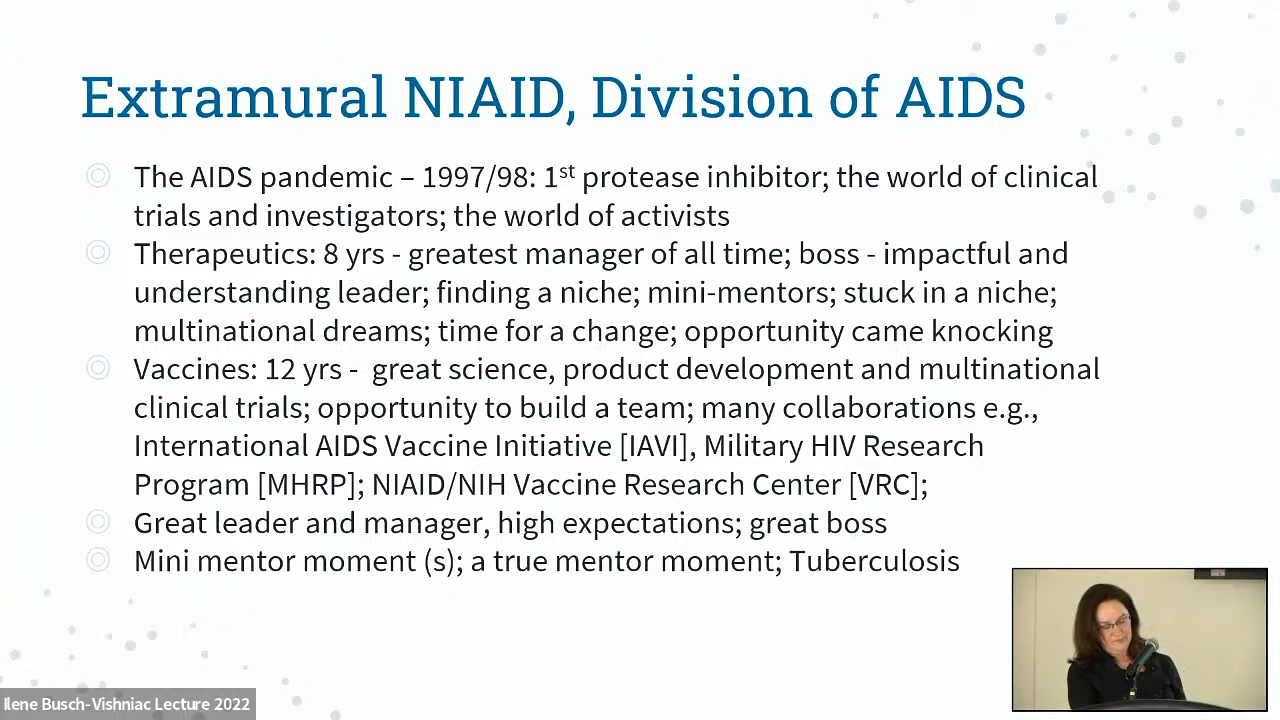 Extramural NIAID, Division of AIDS
The AIDS pandemic – 1997/98: 1st protease inhibitor; the world of clinical
trials and investigators; the world of activists
Therapeutics: 8 yrs - greatest manager of all time; boss - impactful and
understanding leader; finding a niche; mini-mentors; stuck in a niche;
multinational dreams; time for a change; opportunity came knocking
Vaccines: 12 yrs -  great science, product development and multinational
clinical trials; opportunity to build a team; many collaborations e.g.,
International AIDS Vaccine Initiative [IAVI], Military HIV Research
Program [MHRP]; NIAID/NIH Vaccine Research Center [VRC];
Great leader and manager, high expectations; great boss
Mini mentor moment (s); a true mentor moment; Tuberculosis
Ilene Busch-Vishniac Lecture 2022